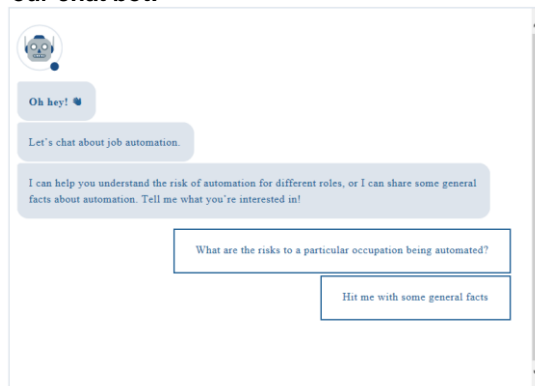 Oh hey! 👋
Let's chat about job automation.
I can help you understand the risk of automation for different roles, or I can share some general
facts about automation. Tell me what you're interested in!
What are the risks to a particular occupation being automated?
Hit me with some general facts